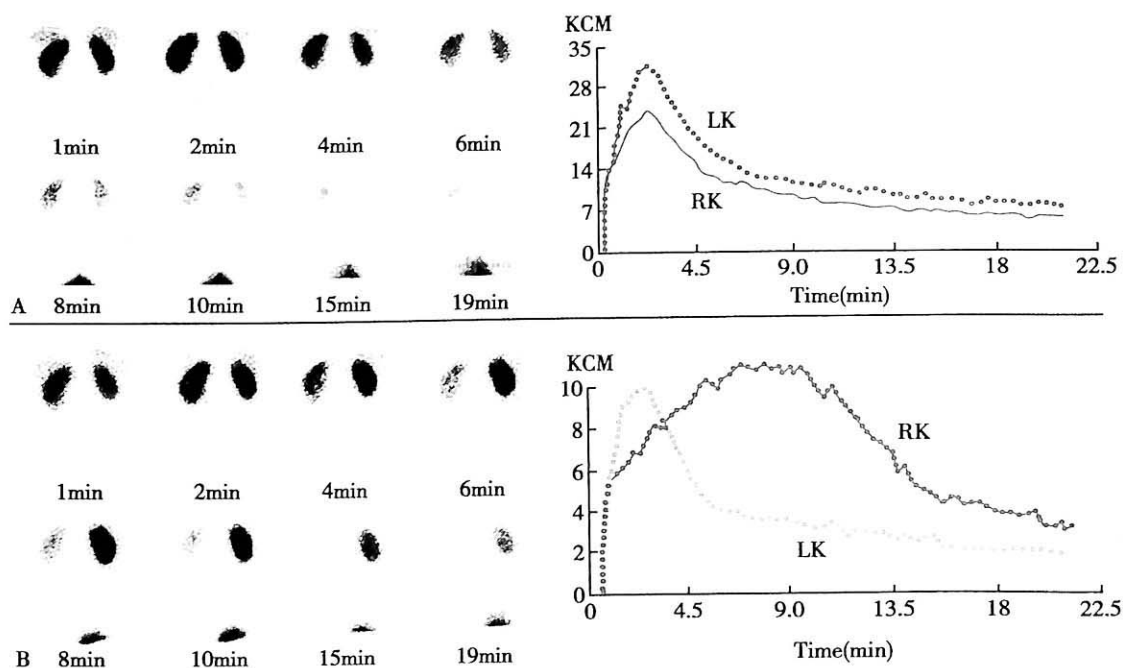 1min 2min 4min 6min
A 8min 10min 15min 19min
KCM
35
28
21
14
7
0
LK
RK
0 4.5 9.0 13.5 18 22.5
Time(min)
1min 2min 4min 6min
B 8min 10min 15min 19min
KCM
10
8
6
4
2
0
RK
LK
0 4.5 9.0 13.5 18 22.5
Time(min)